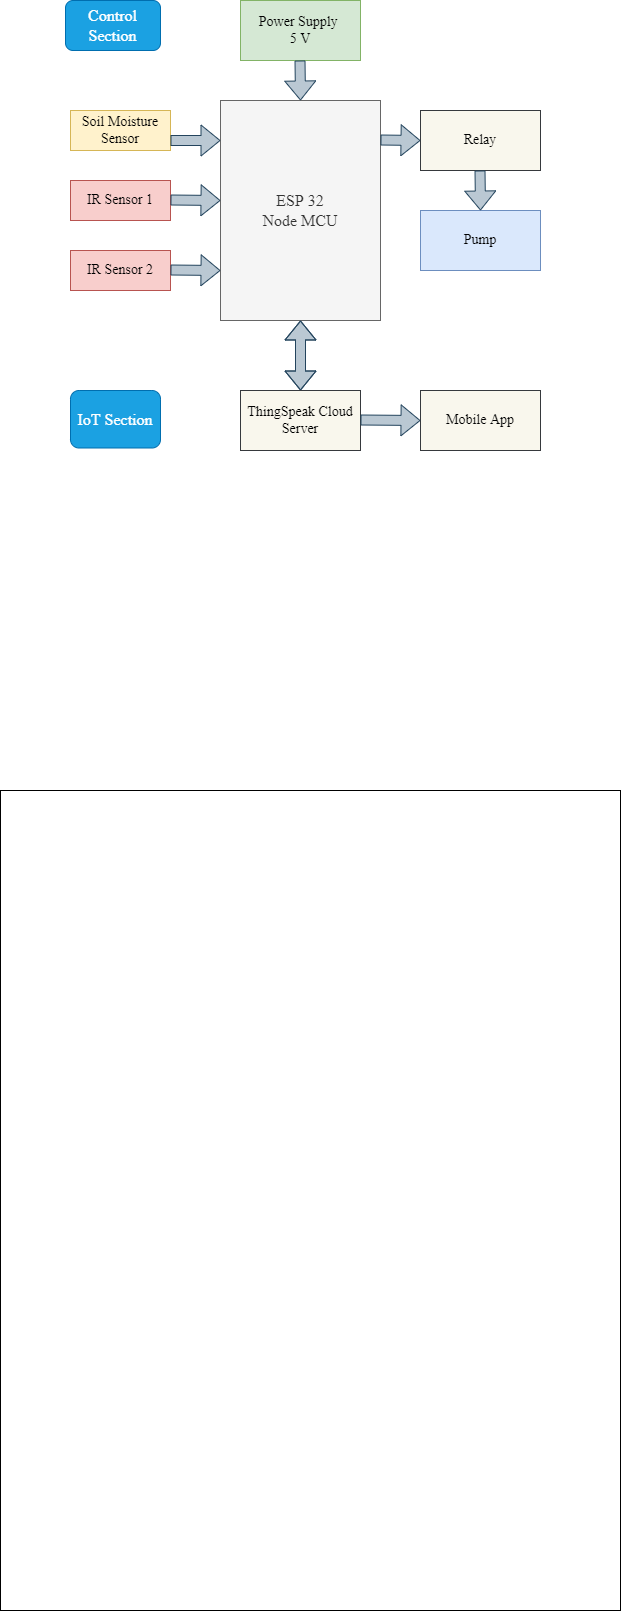 Control
Section
Power Supply
5 V
Soil Moisture
Sensor
IR Sensor 1
IR Sensor 2
ESP 32
Node MCU
Relay
Pump
IoT Section
ThingSpeak Cloud
Server
Mobile App